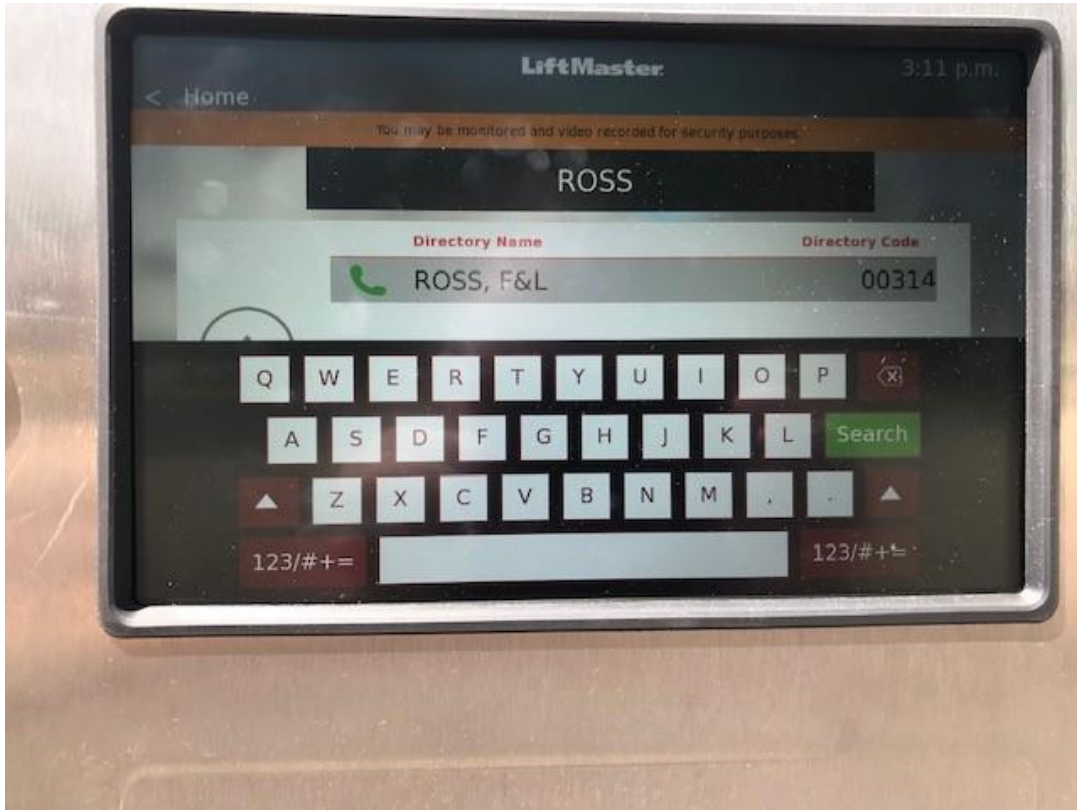 LiftMaster
3:11 p.m.
< Home
You may be monitored and video recorded for security purposes.
ROSS
Directory Name Directory Code
ROSS, F&L 00314
Q W E R T Y U I O P
A S D F G H J K L Search
Z X C V B N M , .
123/#+= 123/#+=